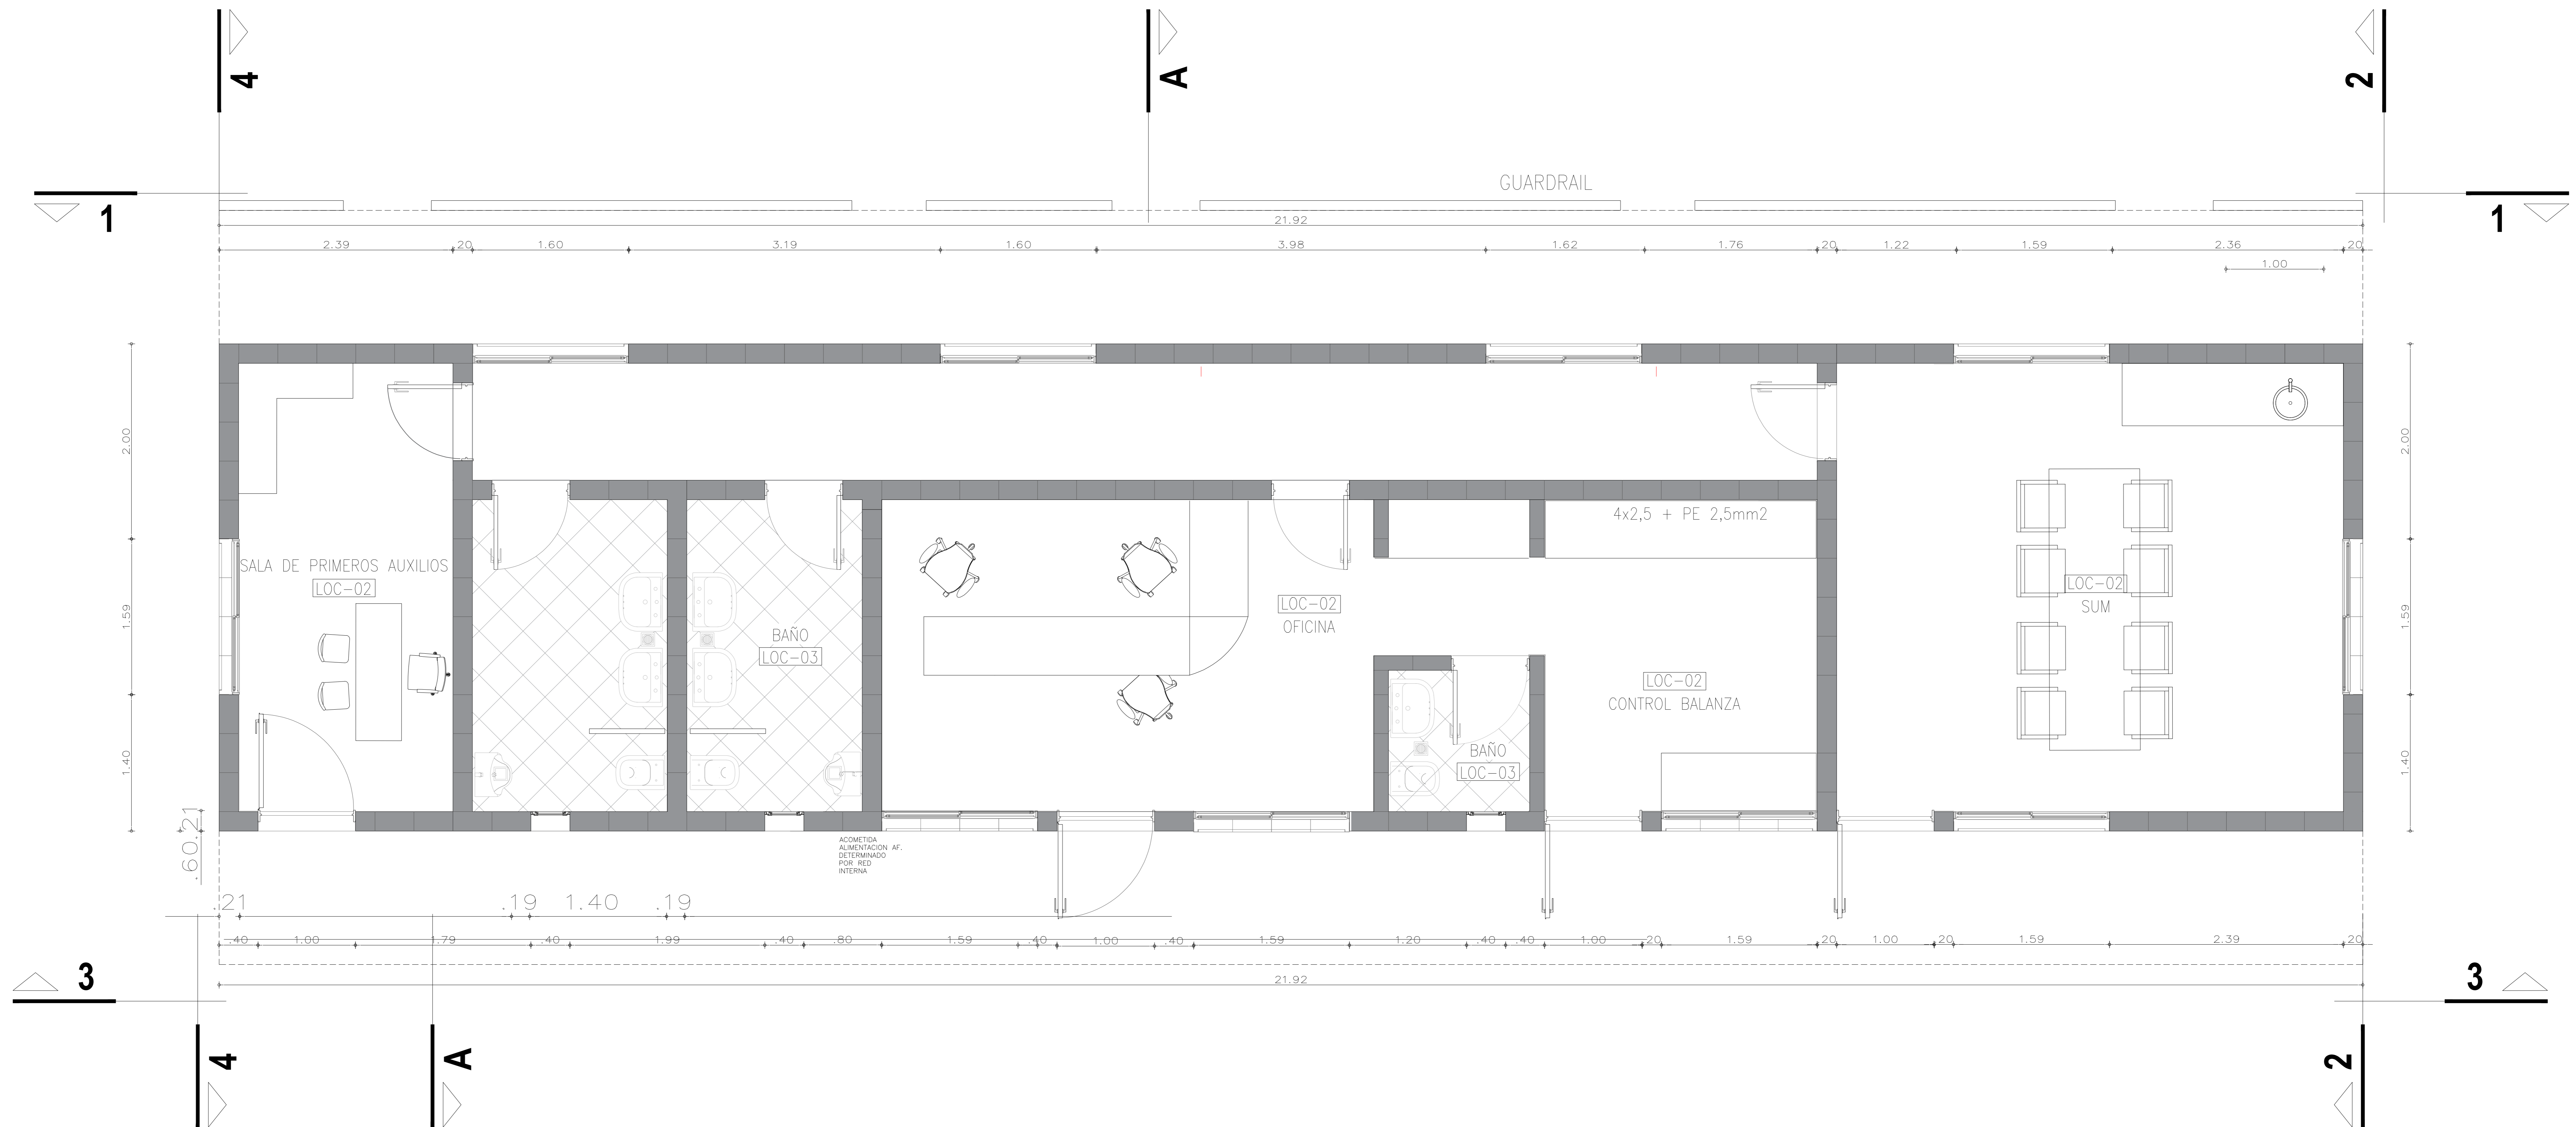 4
A
2
1
1
GUARDRAIL
21.92
2.39
.20
1.60
3.19
1.60
3.98
1.62
1.76
.20
1.22
1.59
2.36
.20
1.00
2.00
1.59
1.40
2.00
1.59
1.40
4x2,5 + PE 2,5mm2
SALA DE PRIMEROS AUXILIOS
LOC-02
BAÑO
LOC-03
LOC-02
OFICINA
LOC-02
SUM
LOC-02
CONTROL BALANZA
BAÑO
LOC-03
ACOMETIDA
ALIMENTACION AF.
DETERMINADO
POR RED
INTERNA
.60
.21
.21
.19
1.40
.19
.40
1.00
1.79
.40
1.99
.40
.80
1.59
.40
1.00
.40
1.59
1.20
.40
.40
1.00
.20
1.59
.20
1.00
.20
1.59
2.39
.20
21.92
3
3
4
A
2